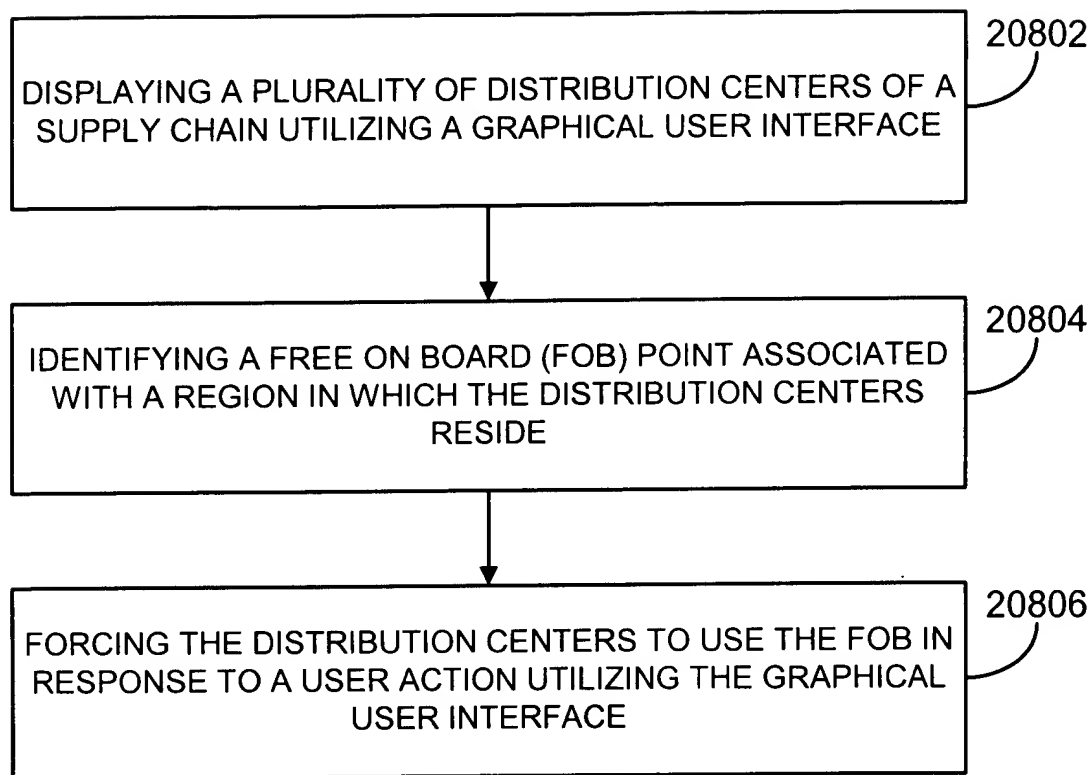 20802
DISPLAYING A PLURALITY OF DISTRIBUTION CENTERS OF A
SUPPLY CHAIN UTILIZING A GRAPHICAL USER INTERFACE
20804
IDENTIFYING A FREE ON BOARD (FOB) POINT ASSOCIATED
WITH A REGION IN WHICH THE DISTRIBUTION CENTERS
RESIDE
20806
FORCING THE DISTRIBUTION CENTERS TO USE THE FOB IN
RESPONSE TO A USER ACTION UTILIZING THE GRAPHICAL
USER INTERFACE